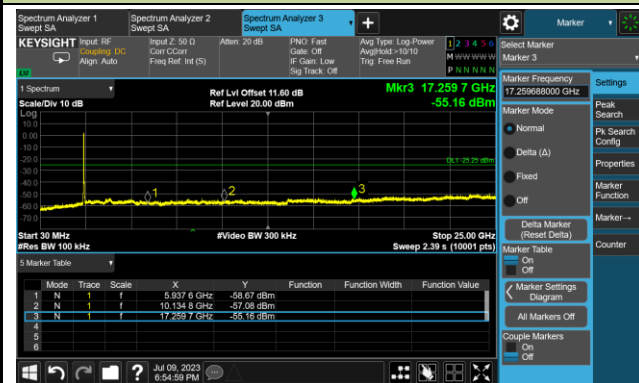 Spectrum Analyzer 1
Swept SA
Spectrum Analyzer 2
Swept SA
Spectrum Analyzer 3
Swept SA
+
Marker
KEYSIGHT
Input: RF
Coupling: DC
Align: Auto
Input Z: 50 Ω
Corr CCorr
Freq Ref: Int (S)
Atten: 20 dB
PNO: Fast
Gate: Off
IF Gain: Low
Sig Track: Off
Avg Type: Log-Power
Avg|Hold:>10/10
Trig: Free Run
1 2 3 4 5 6
M W W W W W
P N N N N N
LV
Select Marker
Marker 3
1 Spectrum
Scale/Div 10 dB
Log
Ref Lvl Offset 11.60 dB
Ref Level 20.00 dBm
Mkr3 17.259 7 GHz
-55.16 dBm
10.0
0.00
-10.0
-20.0
-30.0
-40.0
-50.0
-60.0
-70.0
DL1 -25.25 dBm
1
2
3
Start 30 MHz
#Video BW 300 kHz
Stop 25.00 GHz
#Res BW 100 kHz
Sweep 2.39 s (10001 pts)
5 Marker Table
Mode Trace Scale X Y Function Function Width Function Value
1 N 1 f 5.937 6 GHz -58.67 dBm
2 N 1 f 10.134 8 GHz -57.08 dBm
3 N 1 f 17.259 7 GHz -55.16 dBm
4
5
6
Marker Frequency
17.259688000 GHz
Marker Mode
Normal
Delta (Δ)
Fixed
Off
Delta Marker
(Reset Delta)
Marker Table
On
Off
Marker Settings
Diagram
All Markers Off
Couple Markers
On
Off
Settings
Peak
Search
Pk Search
Config
Properties
Marker
Function
Marker→
Counter
?
Jul 09, 2023
6:54:59 PM